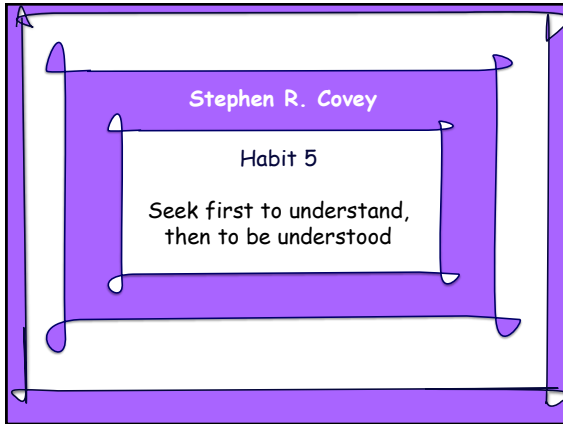 Stephen R. Covey
Habit 5
Seek first to understand,
then to be understood